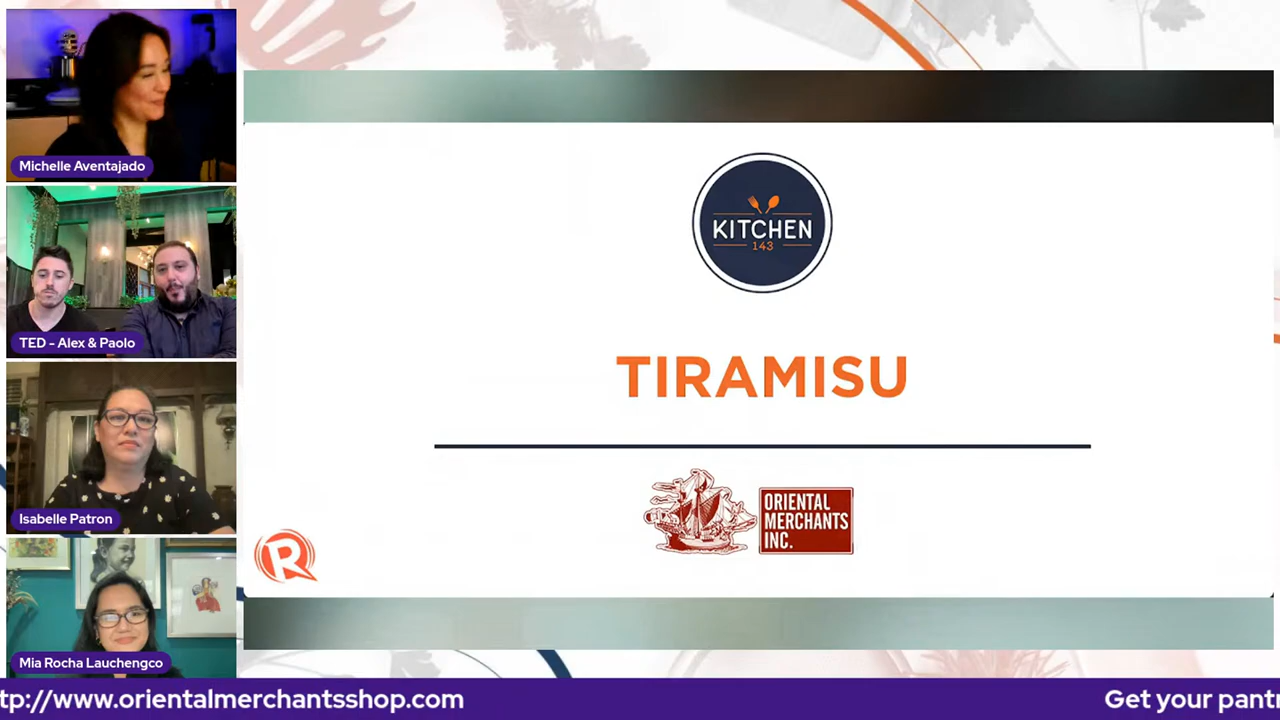 Michelle Aventajado
TED - Alex & Paolo
Isabelle Patron
Mia Rocha Lauchengco
KITCHEN
143
TIRAMISU
ORIENTAL
MERCHANTS
INC.
R
tp://www.orientalmerchantsshop.com
Get your pantr